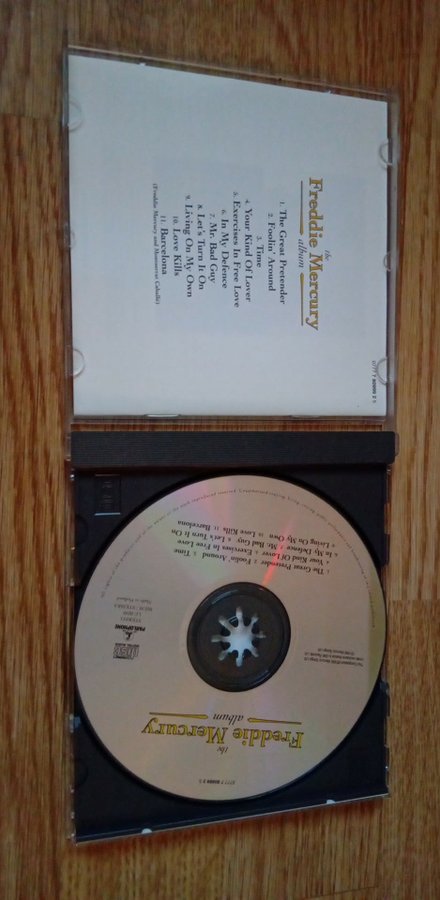 the
Freddie Mercury
album
1. The Great Pretender
2. Foolin' Around
3. Time
4. Your Kind Of Lover
5. Exercises In Free Love
6. In My Defence
7. Mr. Bad Guy
8. Let's Turn It On
9. Living On My Own
10. Love Kills
11. Barcelona
(Freddie Mercury and Montserrat Caballé)
the
Freddie Mercury
album
STEREO
PARLOPHONE
COMPACT
disc
DIGITAL AUDIO
1. The Great Pretender 2. Foolin' Around 3. Time
4. Your Kind Of Lover 5. Exercises In Free Love
6. In My Defence 7. Mr. Bad Guy 8. Let's Turn It On
9. Living On My Own 10. Love Kills 11. Barcelona